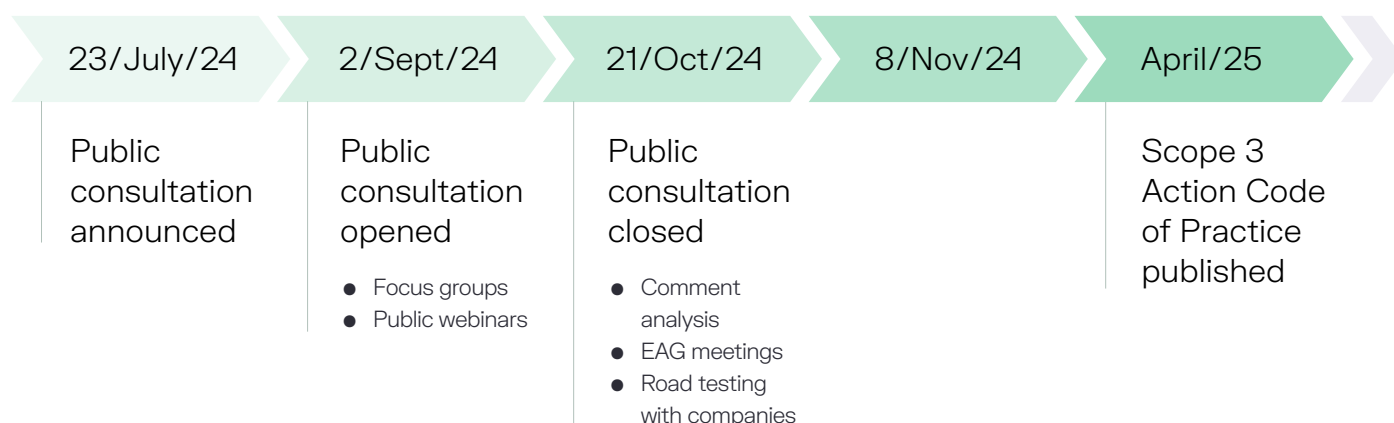 23/July/24
2/Sept/24
21/Oct/24
8/Nov/24
April/25
Public
consultation
announced
Public
consultation
opened
● Focus groups
● Public webinars
Public
consultation
closed
● Comment
analysis
● EAG meetings
● Road testing
with companies
Scope 3
Action Code
of Practice
published